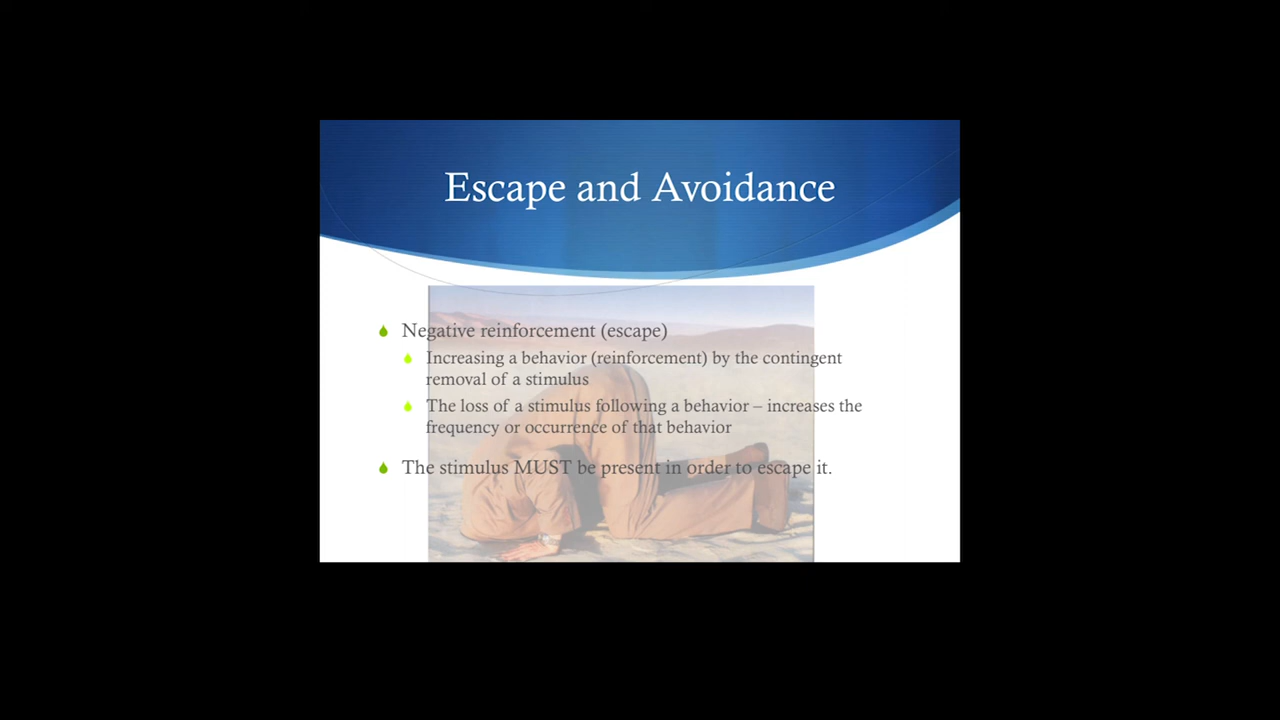 Escape and Avoidance
Negative reinforcement (escape)
Increasing a behavior (reinforcement) by the contingent
removal of a stimulus
The loss of a stimulus following a behavior – increases the
frequency or occurrence of that behavior
The stimulus MUST be present in order to escape it.